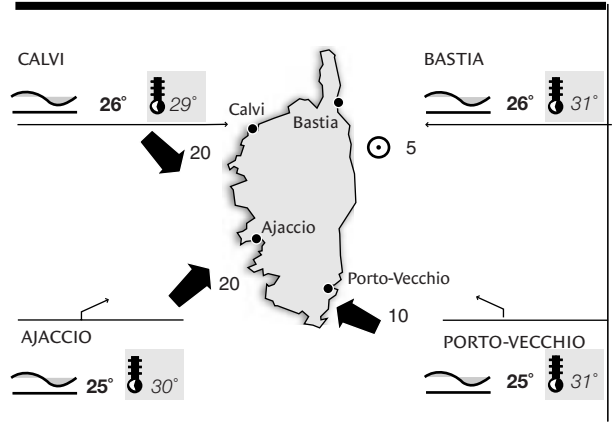 CALVI
26° 29°
BASTIA
26° 31°
Calvi
Bastia
20
5
Ajaccio
20
Porto-Vecchio
10
AJACCIO
25° 30°
PORTO-VECCHIO
25° 31°